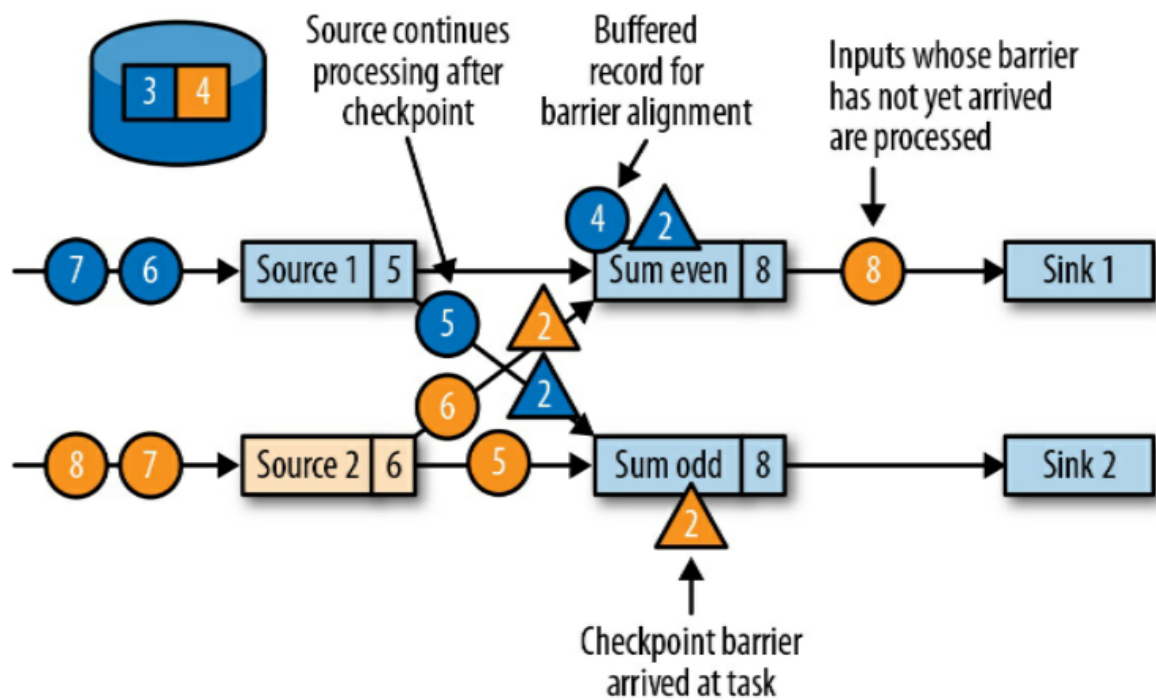 Source continues
processing after
checkpoint
Buffered
record for
barrier alignment
Inputs whose barrier
has not yet arrived
are processed
3 4
4 2
7 6 Source 1 5 Sum even 8 8 Sink 1
5 2
6 2
8 7 Source 2 6 5 Sum odd 8 Sink 2
2
Checkpoint barrier
arrived at task